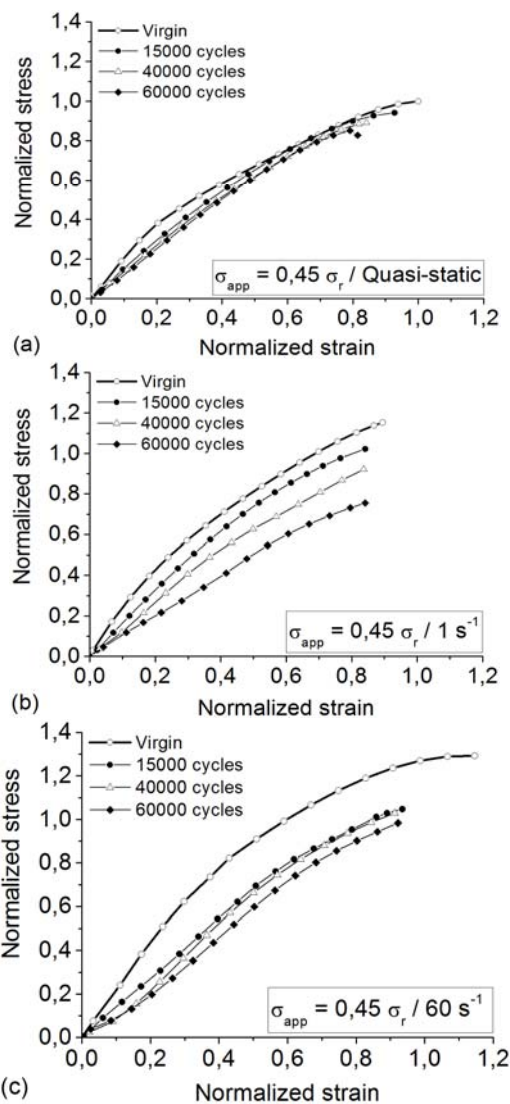 1,4
1,2
1,0
0,8
0,6
0,4
0,2
0,0
Normalized stress
Virgin
15000 cycles
40000 cycles
60000 cycles
σapp = 0,45 σr / Quasi-static
0,0 0,2 0,4 0,6 0,8 1,0 1,2
(a)
Normalized strain
1,4
1,2
1,0
0,8
0,6
0,4
0,2
0,0
Normalized stress
Virgin
15000 cycles
40000 cycles
60000 cycles
σapp = 0,45 σr / 1 s⁻¹
0,0 0,2 0,4 0,6 0,8 1,0 1,2
(b)
Normalized strain
1,4
1,2
1,0
0,8
0,6
0,4
0,2
0,0
Normalized stress
Virgin
15000 cycles
40000 cycles
60000 cycles
σapp = 0,45 σr / 60 s⁻¹
0,0 0,2 0,4 0,6 0,8 1,0 1,2
(c)
Normalized strain